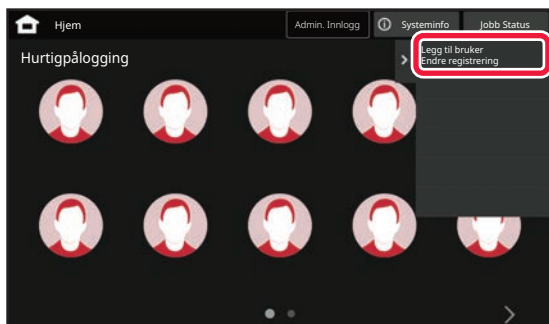 Hjem
Admin. Innlogg
Systeminfo
Jobb Status
Hurtigpålogging
Legg til bruker
Endre registrering